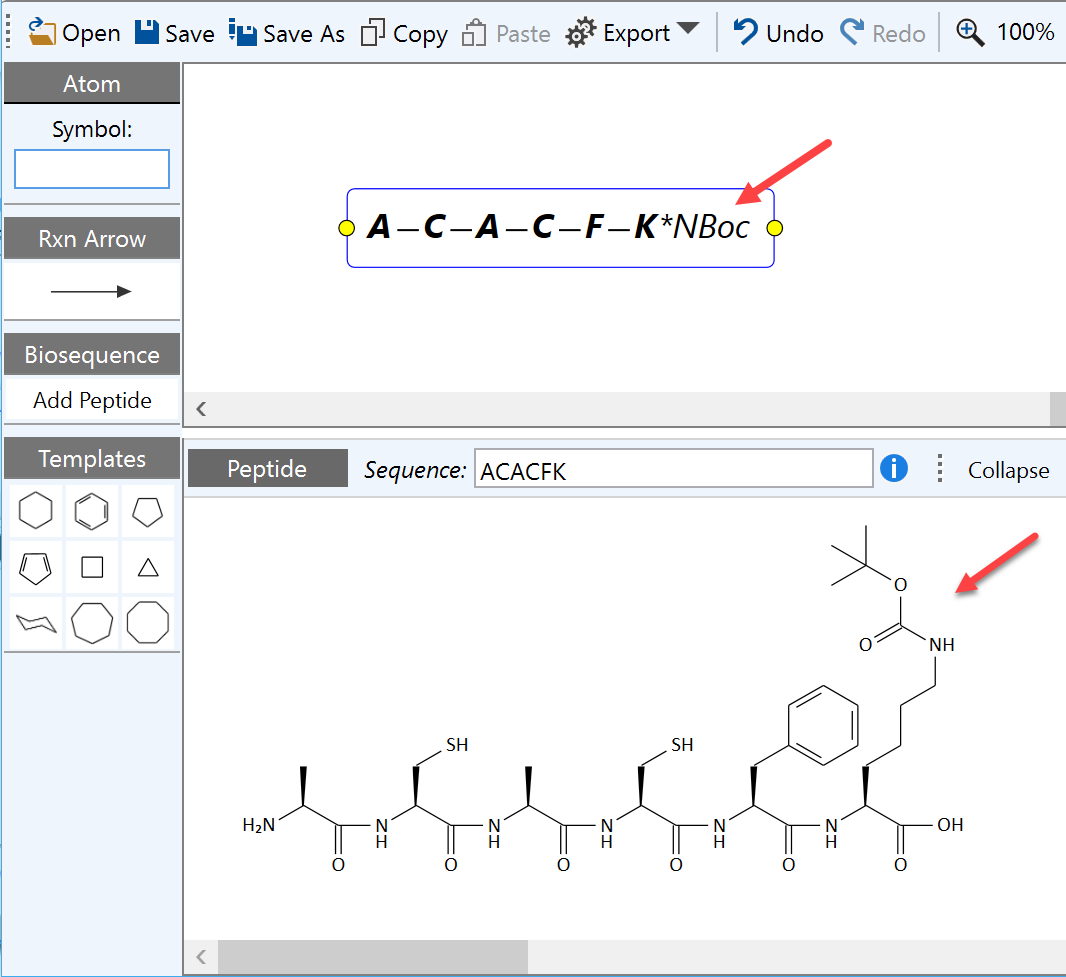 Open Save Save As Copy Paste Export Undo Redo 100%
Atom
Symbol:
Rxn Arrow
Biosequence
Add Peptide
Templates
A–C–A–C–F–K*NBoc
Peptide Sequence: ACACFK i Collapse
O
O NH
SH SH
H₂N N N N N N OH
H H H H H
O O O O O O